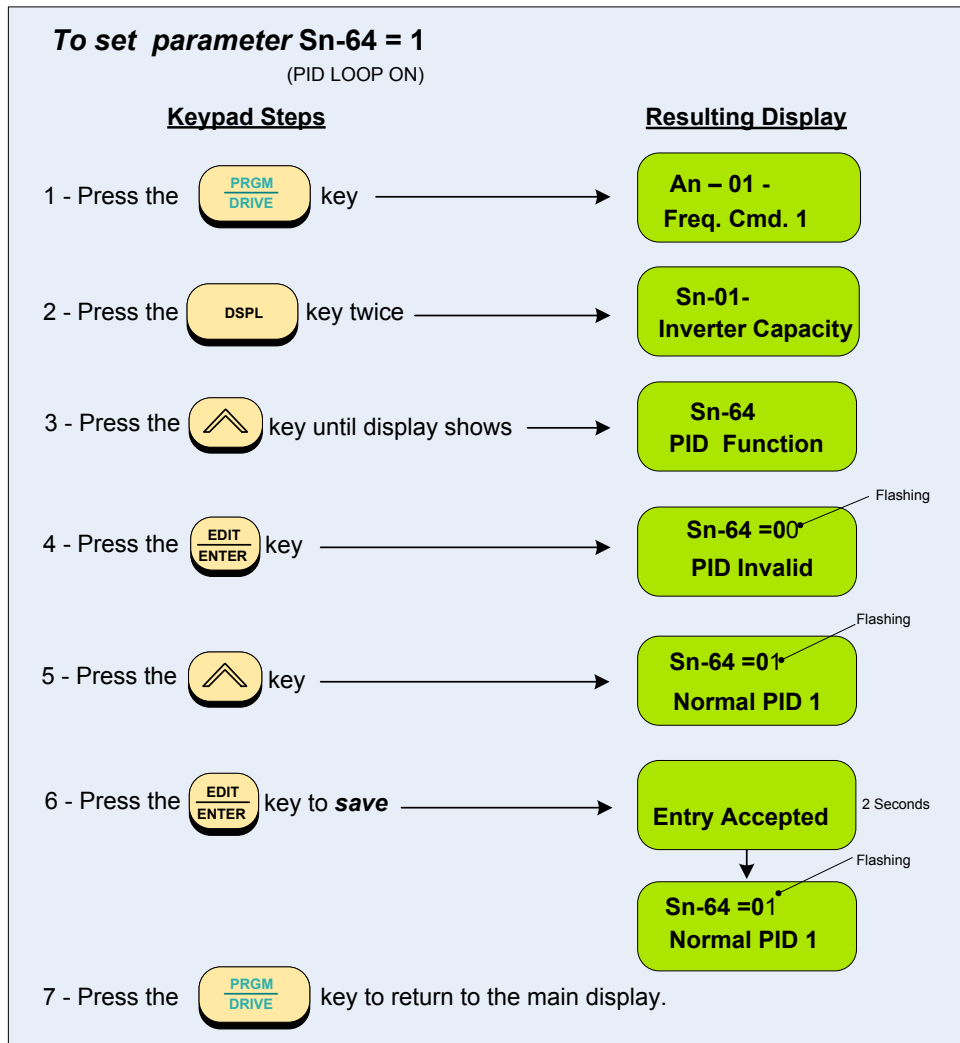 To set parameter Sn-64 = 1
(PID LOOP ON)
Keypad Steps
Resulting Display
1 - Press the PRGM DRIVE key
An – 01 -
Freq. Cmd. 1
2 - Press the DSPL key twice
Sn-01-
Inverter Capacity
3 - Press the key until display shows
Sn-64
PID Function
Flashing
4 - Press the EDIT ENTER key
Sn-64 =00
PID Invalid
Flashing
5 - Press the key
Sn-64 =01
Normal PID 1
6 - Press the EDIT ENTER key to save
Entry Accepted
2 Seconds
Flashing
Sn-64 =01
Normal PID 1
7 - Press the PRGM DRIVE key to return to the main display.